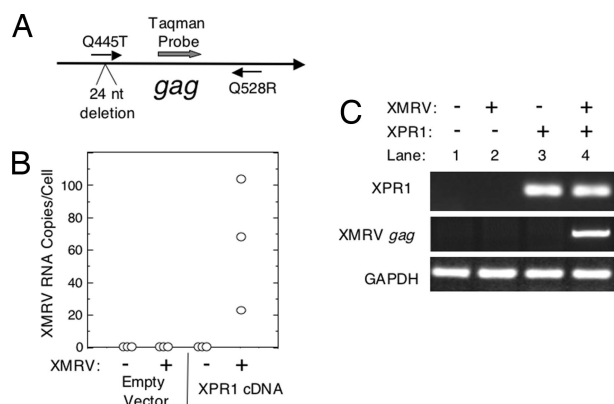 A
Taqman
Probe
Q445T
24 nt
deletion
gag
Q528R
B
XMRV RNA Copies/Cell
100
80
60
40
20
0
XMRV: - + - +
Empty
Vector
XPR1 cDNA
C
XMRV: - + - +
XPR1: - - + +
Lane: 1 2 3 4
XPR1
XMRV gag
GAPDH